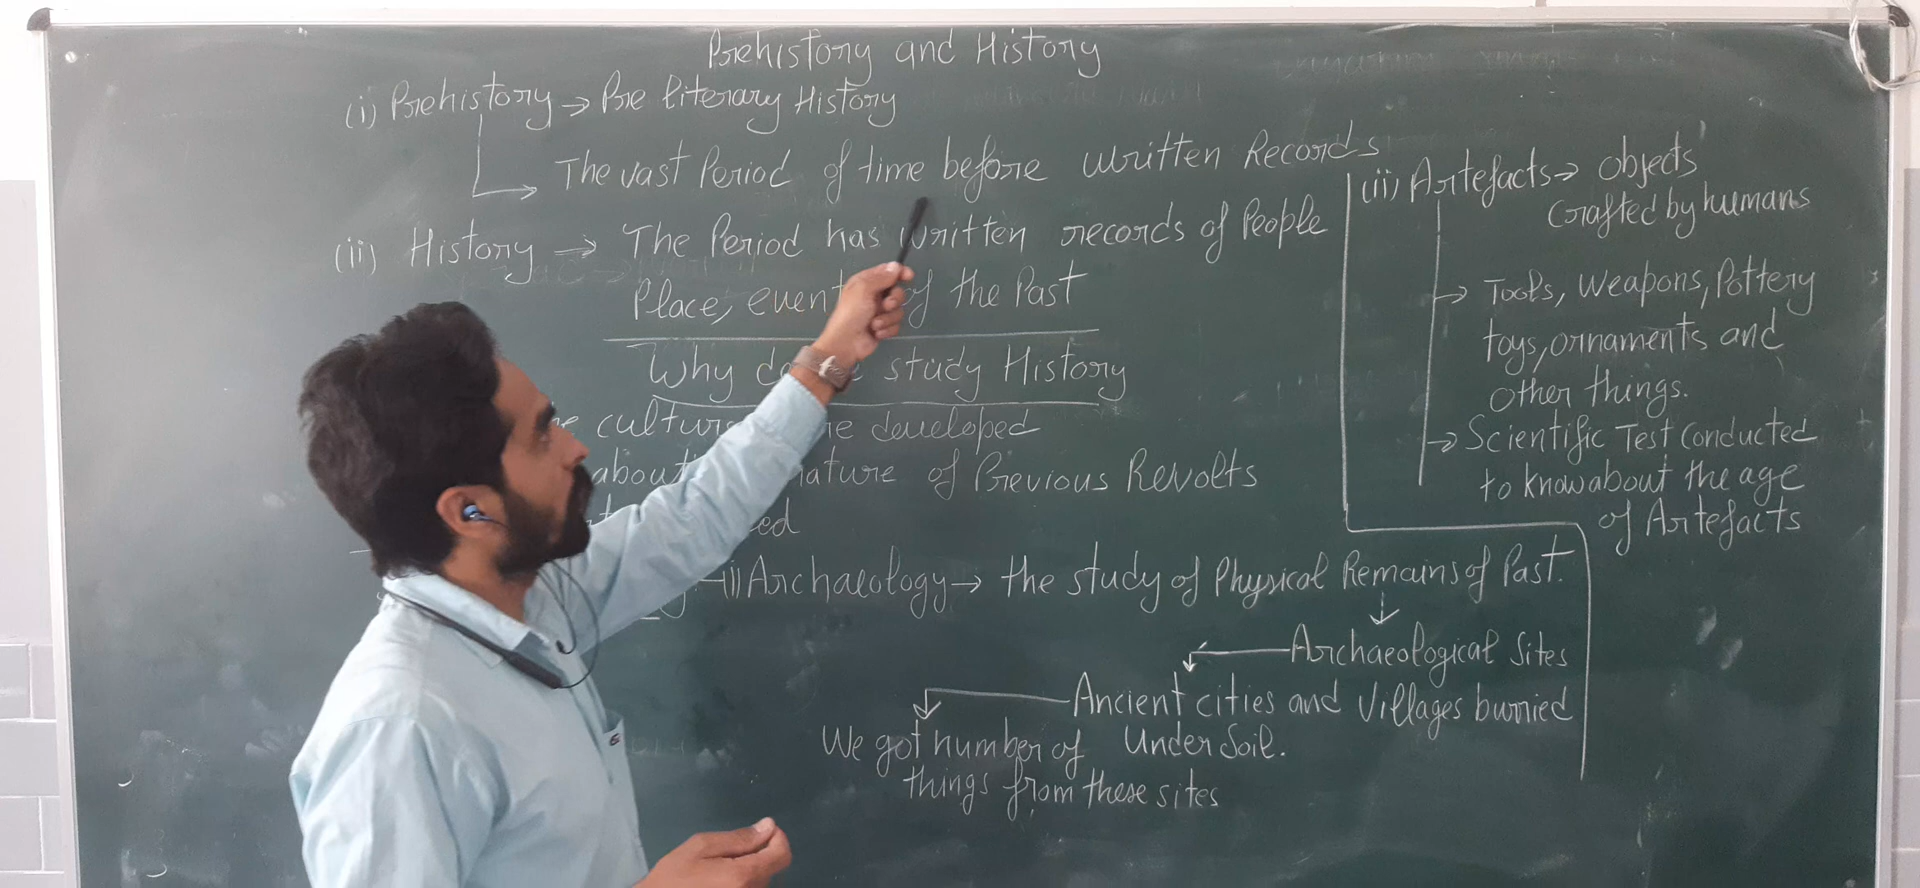 Prehistory and History
(i) Prehistory → Pre literary History
→ The vast Period of time before written Records
(ii) History → The Period has written records of People
Place, event of the Past
Why do study History
culture developed
about nature of Previous Revolts
(i) Archaeology → the study of Physical Remains of Past.
Archaeological Sites
Ancient cities and villages burried
Under Soil.
We got number of
things from these sites
(ii) Artefacts → objects
Crafted by humans
→ Tools, Weapons, Pottery
toys, ornaments and
other things.
→ Scientific Test Conducted
to know about the age
of Artefacts